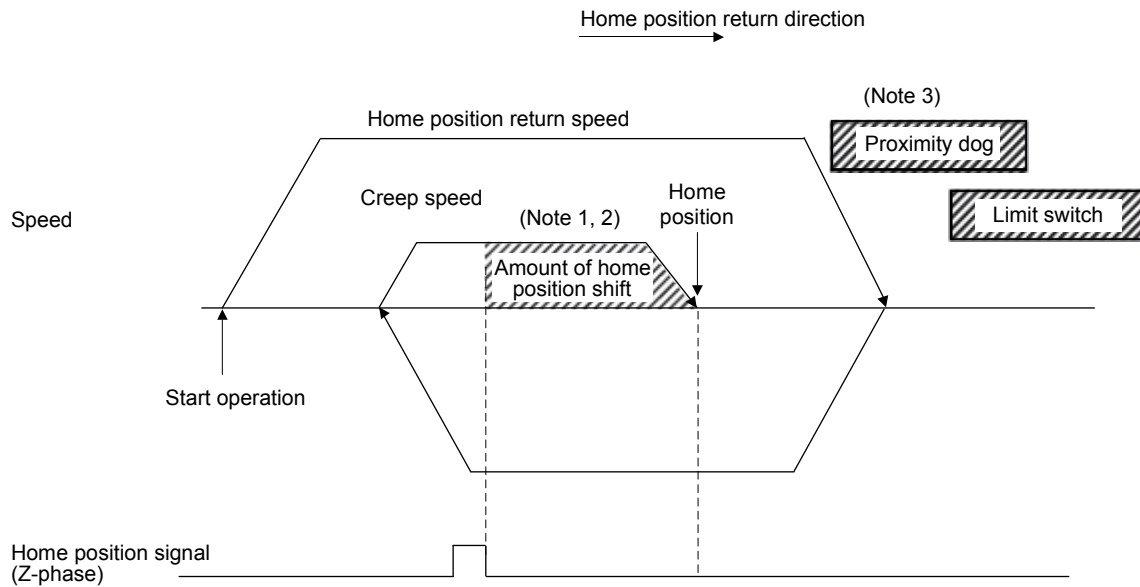 Home position return direction
(Note 3)
Home position return speed
Proximity dog
Creep speed
Home
position
(Note 1, 2)
Speed
Limit switch
Amount of home
position shift
Start operation
Home position signal
(Z-phase)